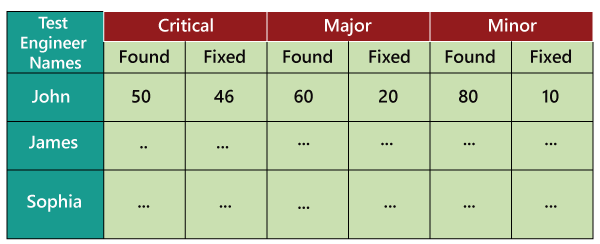 Test Engineer Names Critical Major Minor
Found Fixed Found Fixed Found Fixed
John 50 46 60 20 80 10
James .. ... ... ... ... ...
Sophia ... ... ... ... ... ...